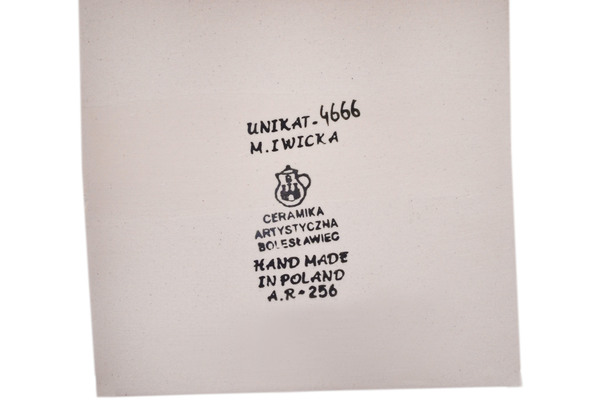 UNIKAT-4666
M.IWICKA
CERAMIKA
ARTYSTYCZNA
BOLESŁAWIEC
HAND MADE
IN POLAND
A.R-256